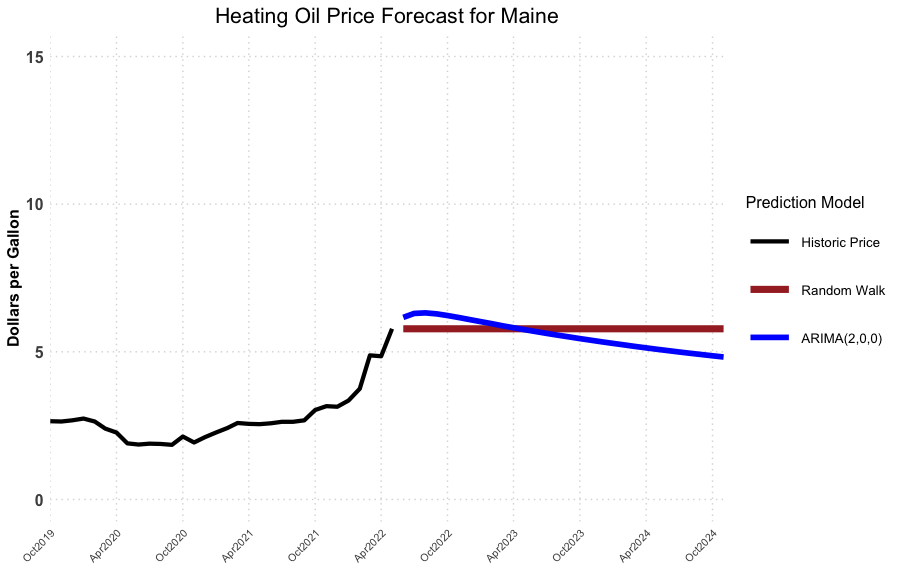 Heating Oil Price Forecast for Maine
15
10
5
0
Dollars per Gallon
Oct2019
Apr2020
Oct2020
Apr2021
Oct2021
Apr2022
Oct2022
Apr2023
Oct2023
Apr2024
Oct2024
Prediction Model
Historic Price
Random Walk
ARIMA(2,0,0)